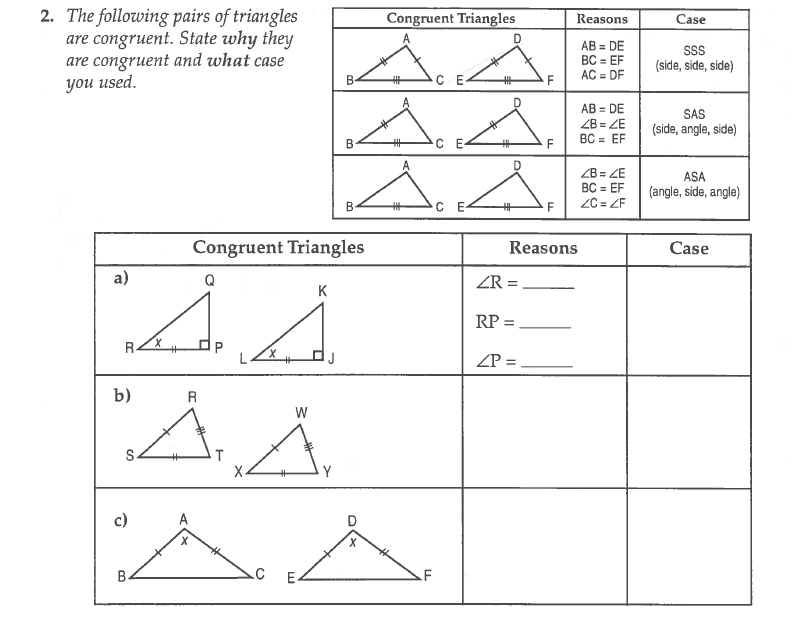 2. The following pairs of triangles
are congruent. State why they
are congruent and what case
you used.
Congruent Triangles Reasons Case
A D
B C E F
AB = DE
BC = EF
AC = DF
SSS
(side, side, side)
A D
B C E F
AB = DE
∠B = ∠E
BC = EF
SAS
(side, angle, side)
A D
B C E F
∠B = ∠E
BC = EF
∠C = ∠F
ASA
(angle, side, angle)
Congruent Triangles Reasons Case
a)
Q
R x P
K
L x J
∠R = ______
RP = ______
∠P = ______
b)
R
S T
W
X Y
c)
A
x
B C
D
x
E F